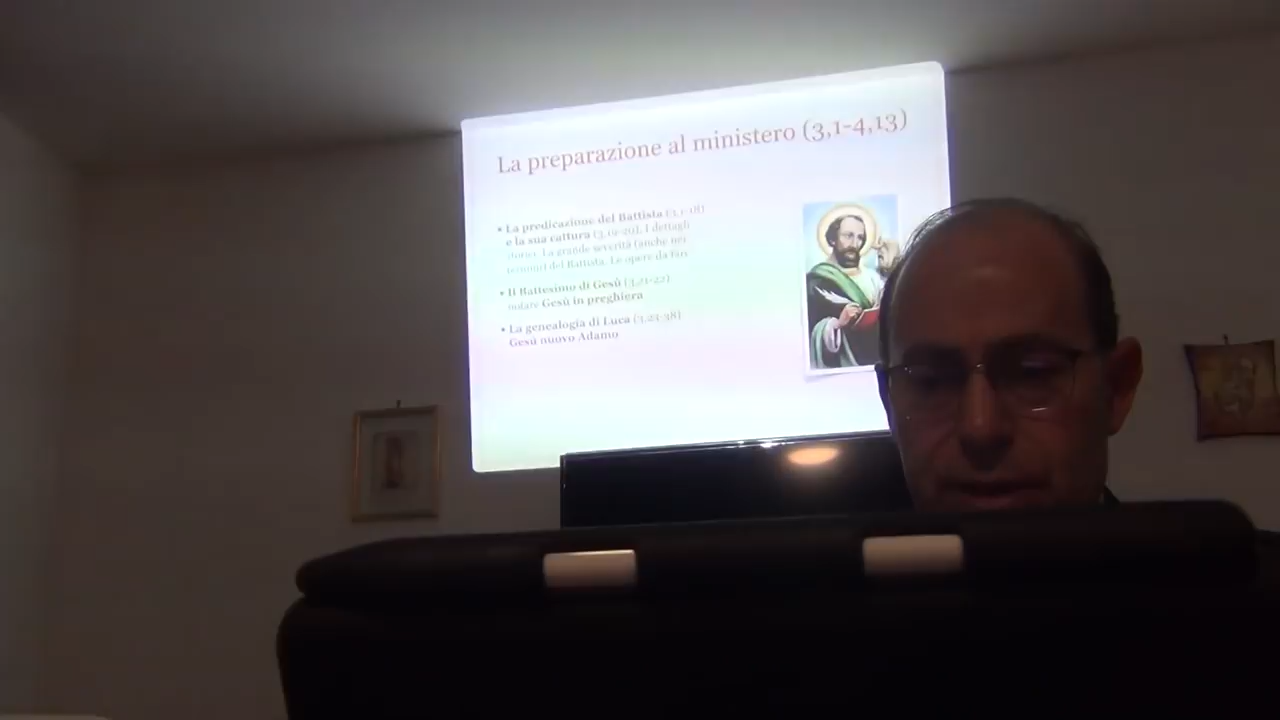 La preparazione al ministero (3,1-4,13)
• La predicazione del Battista (3,1-18)
e la sua cattura (3,19-20). I dettagli
storici. La grande severità (anche nei
termini) del Battista. Le opere da fare
• Il Battesimo di Gesù (3,21-22)
notare Gesù in preghiera
• La genealogia di Luca (3,23-38)
Gesù nuovo Adamo